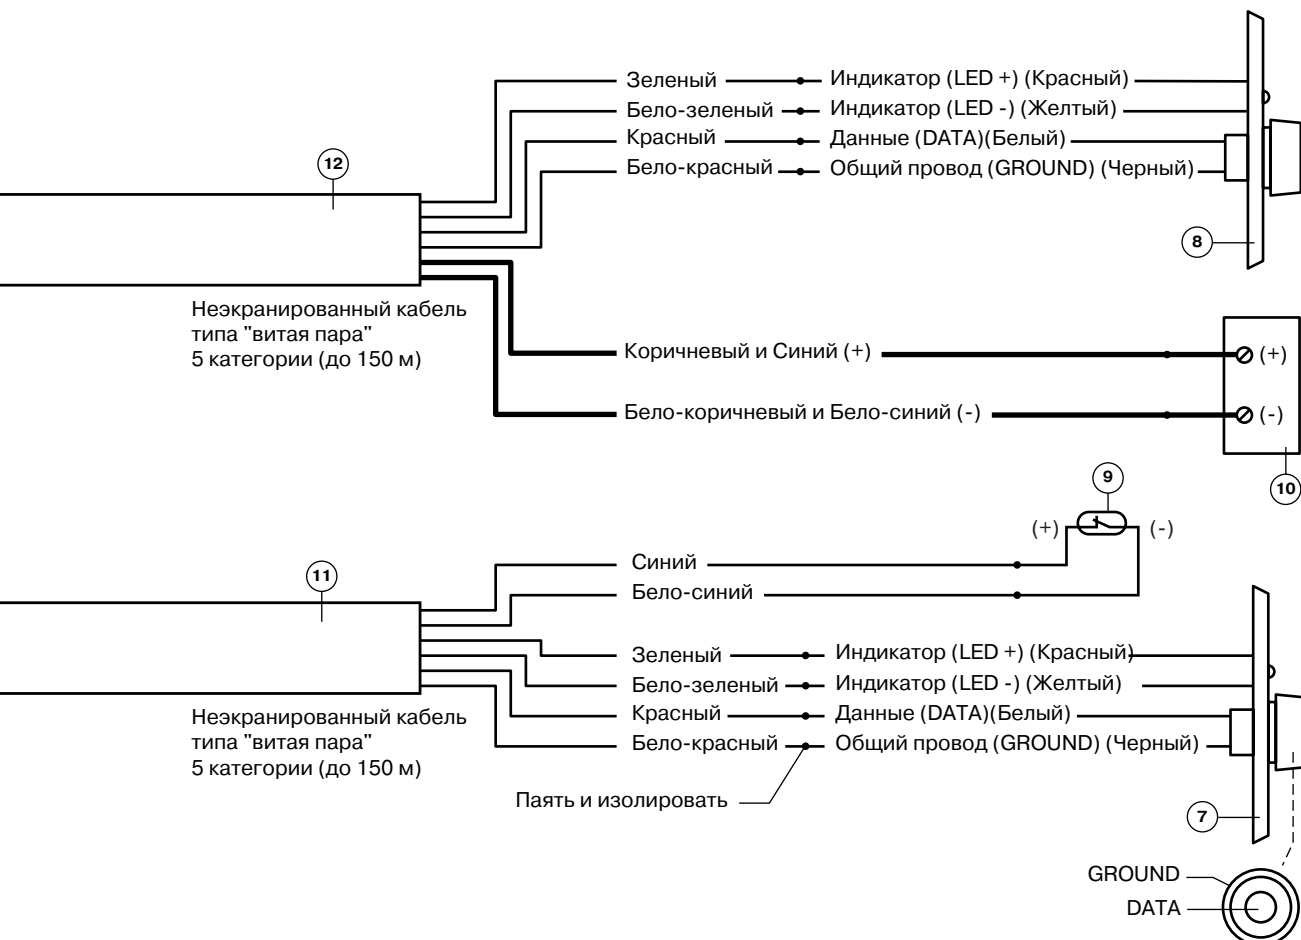 Зеленый Индикатор (LED +) (Красный)
Бело-зеленый Индикатор (LED -) (Желтый)
Красный Данные (DATA)(Белый)
Бело-красный Общий провод (GROUND) (Черный)
12
8
Неэкранированный кабель
типа "витая пара"
5 категории (до 150 м)
Коричневый и Синий (+) (+)
Бело-коричневый и Бело-синий (-) (-)
10
9
(+) (-)
Синий
Бело-синий
11
Зеленый Индикатор (LED +) (Красный)
Бело-зеленый Индикатор (LED -) (Желтый)
Красный Данные (DATA)(Белый)
Бело-красный Общий провод (GROUND) (Черный)
Неэкранированный кабель
типа "витая пара"
5 категории (до 150 м)
Паять и изолировать
7
GROUND
DATA